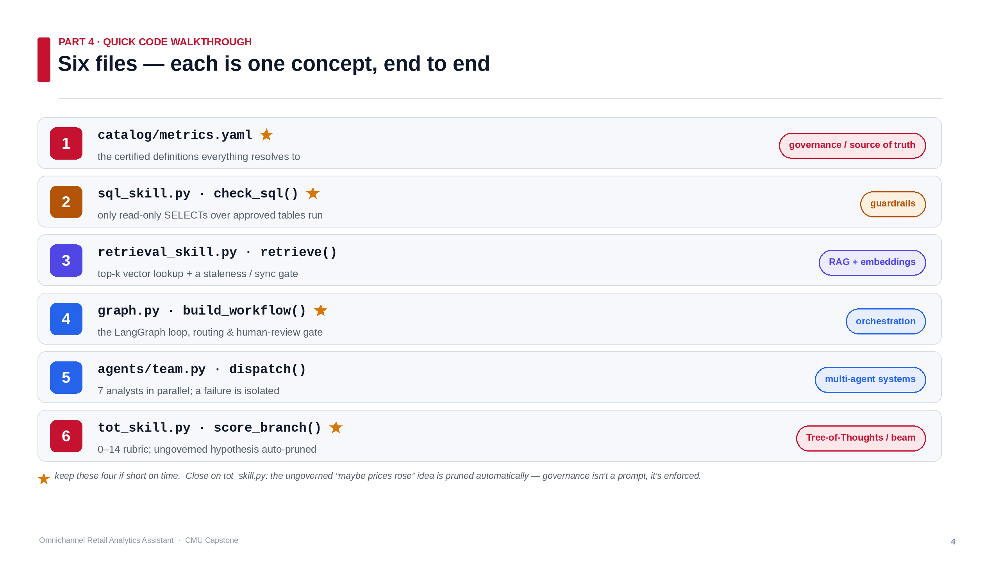 PART 4 · QUICK CODE WALKTHROUGH
Six files — each is one concept, end to end
1
catalog/metrics.yaml ★
the certified definitions everything resolves to
governance / source of truth
2
sql_skill.py · check_sql() ★
only read-only SELECTs over approved tables run
guardrails
3
retrieval_skill.py · retrieve()
top-k vector lookup + a staleness / sync gate
RAG + embeddings
4
graph.py · build_workflow() ★
the LangGraph loop, routing & human-review gate
orchestration
5
agents/team.py · dispatch()
7 analysts in parallel; a failure is isolated
multi-agent systems
6
tot_skill.py · score_branch() ★
0–14 rubric; ungoverned hypothesis auto-pruned
Tree-of-Thoughts / beam
★ keep these four if short on time.  Close on tot_skill.py: the ungoverned “maybe prices rose” idea is pruned automatically — governance isn't a prompt, it's enforced.
Omnichannel Retail Analytics Assistant · CMU Capstone
4